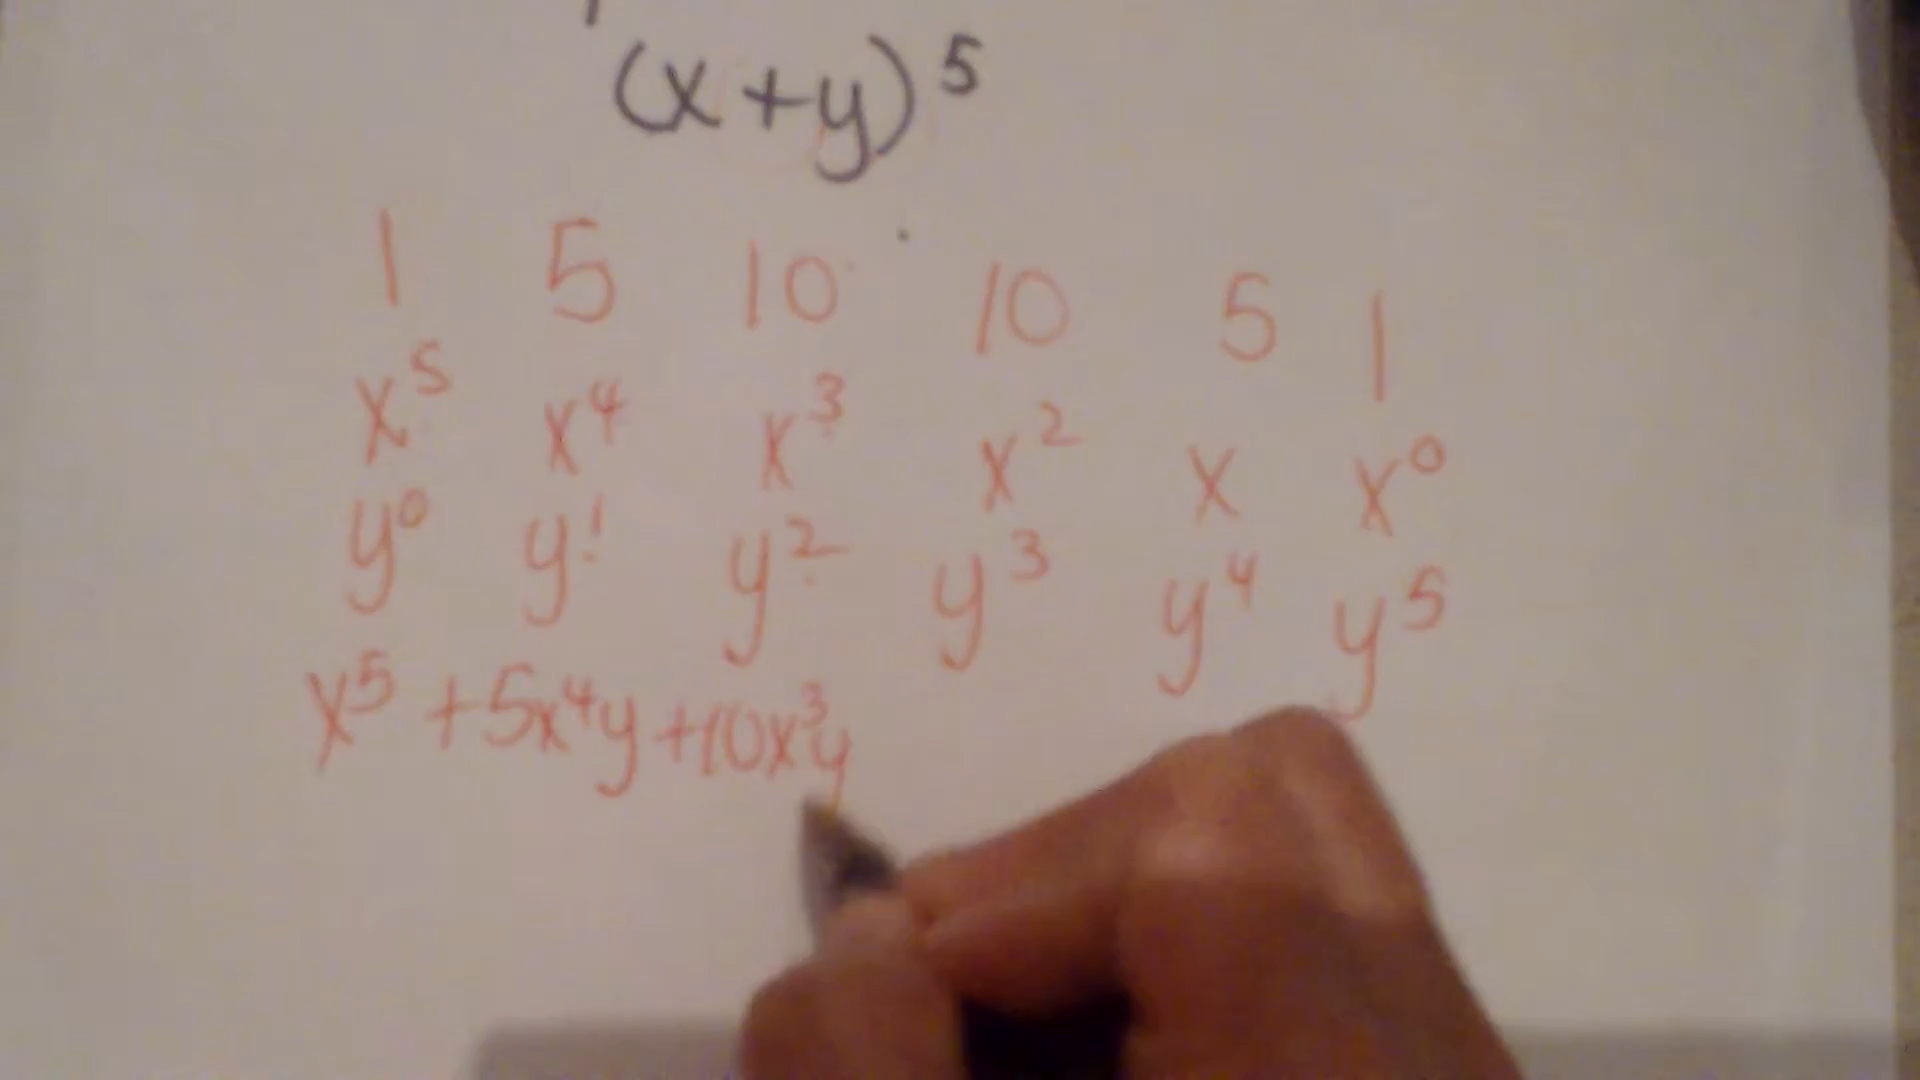 (x+y)⁵
1 5 10 10 5 1
x⁵ x⁴ x³ x² x x⁰
y⁰ y¹ y² y³ y⁴ y⁵
x⁵ +5x⁴y +10x³y